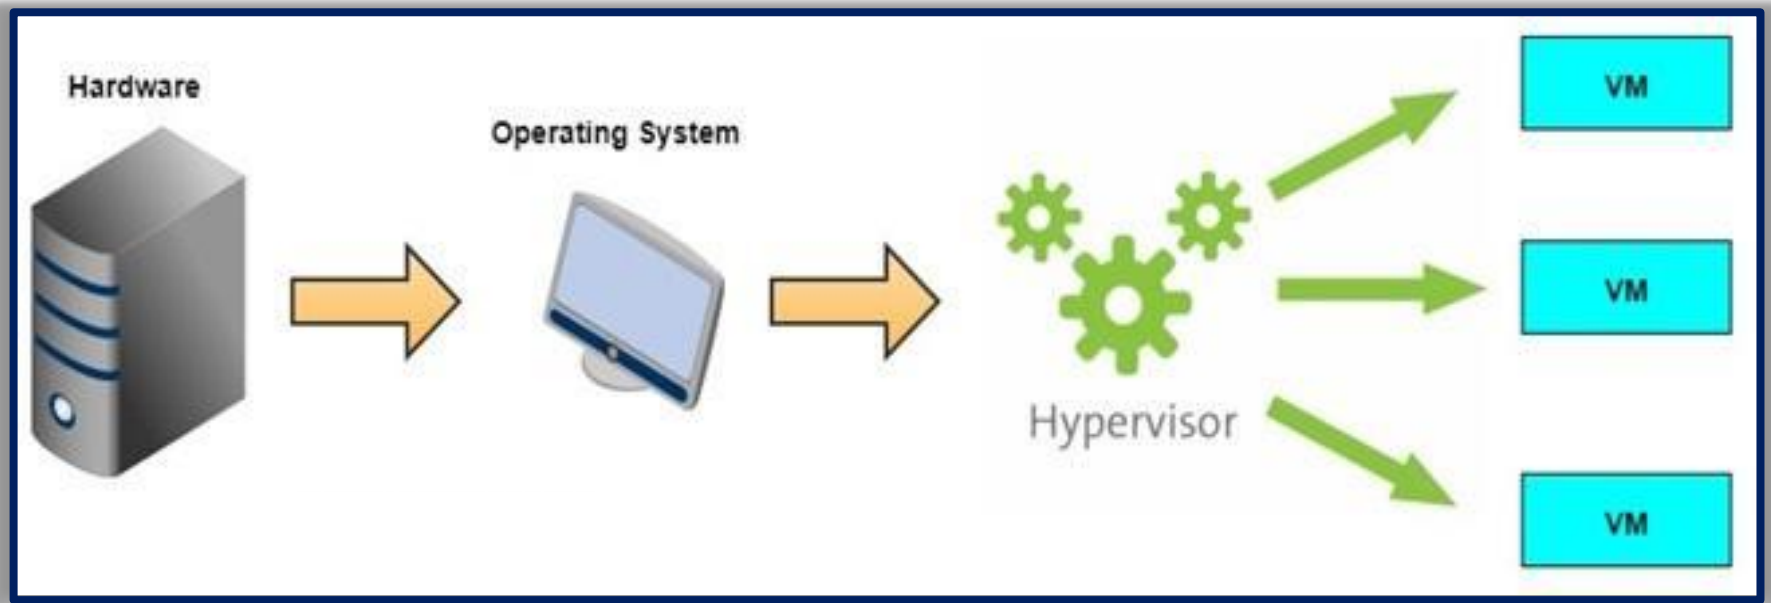 Hardware
Operating System
Hypervisor
VM
VM
VM